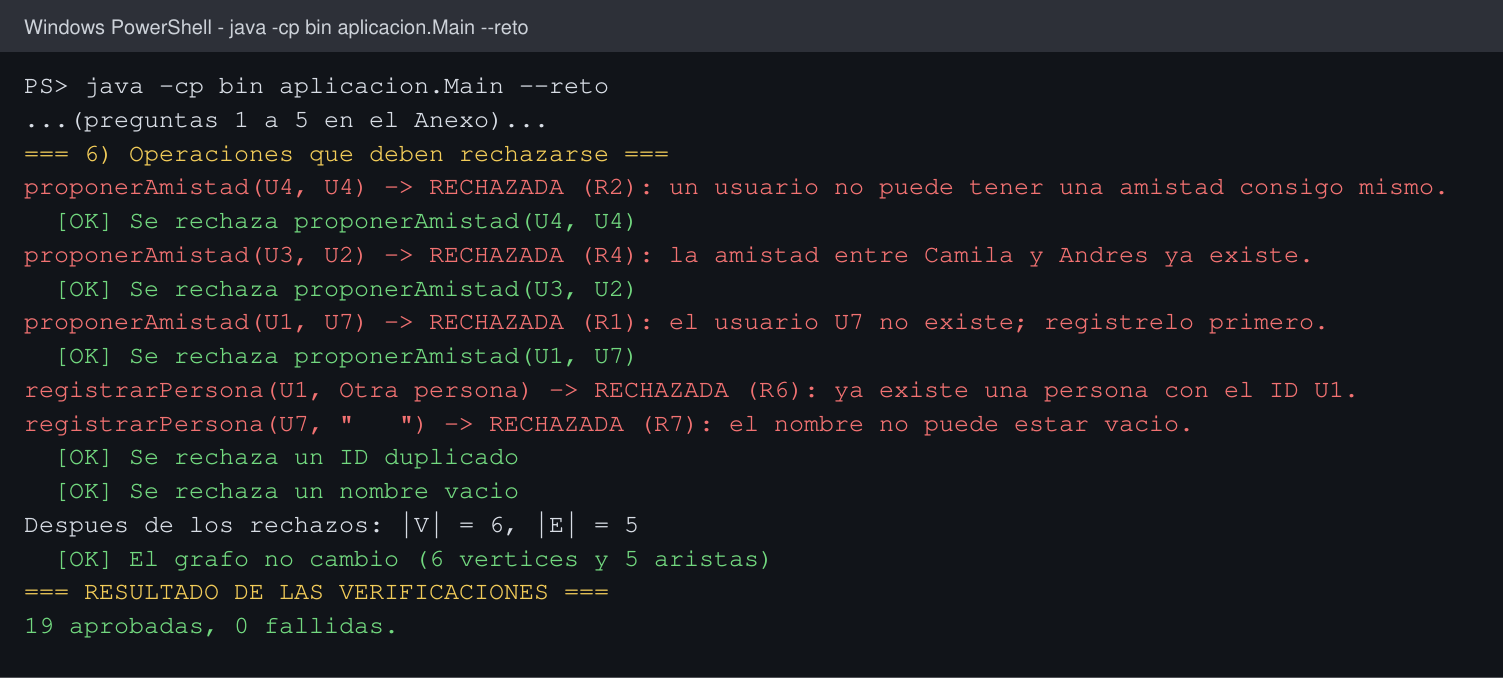 Windows PowerShell - java -cp bin aplicacion.Main --reto
PS> java -cp bin aplicacion.Main --reto
...(preguntas 1 a 5 en el Anexo)...
=== 6) Operaciones que deben rechazarse ===
proponerAmistad(U4, U4) -> RECHAZADA (R2): un usuario no puede tener una amistad consigo mismo.
  [OK] Se rechaza proponerAmistad(U4, U4)
proponerAmistad(U3, U2) -> RECHAZADA (R4): la amistad entre Camila y Andres ya existe.
  [OK] Se rechaza proponerAmistad(U3, U2)
proponerAmistad(U1, U7) -> RECHAZADA (R1): el usuario U7 no existe; registrelo primero.
  [OK] Se rechaza proponerAmistad(U1, U7)
registrarPersona(U1, Otra persona) -> RECHAZADA (R6): ya existe una persona con el ID U1.
registrarPersona(U7, "   ") -> RECHAZADA (R7): el nombre no puede estar vacio.
  [OK] Se rechaza un ID duplicado
  [OK] Se rechaza un nombre vacio
Despues de los rechazos: |V| = 6, |E| = 5
  [OK] El grafo no cambio (6 vertices y 5 aristas)
=== RESULTADO DE LAS VERIFICACIONES ===
19 aprobadas, 0 fallidas.